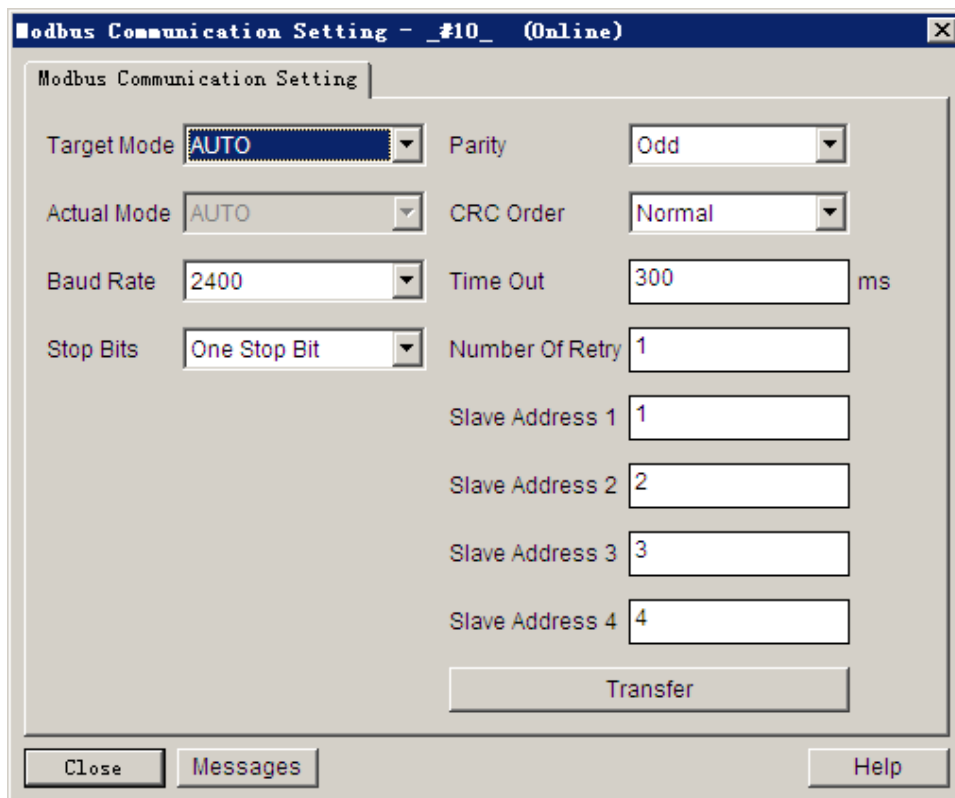 Modbus Communication Setting - _#10_ (Online)
Modbus Communication Setting
Target Mode AUTO Parity Odd
Actual Mode AUTO CRC Order Normal
Baud Rate 2400 Time Out 300 ms
Stop Bits One Stop Bit Number Of Retry 1
Slave Address 1 1
Slave Address 2 2
Slave Address 3 3
Slave Address 4 4
Transfer
Close Messages Help